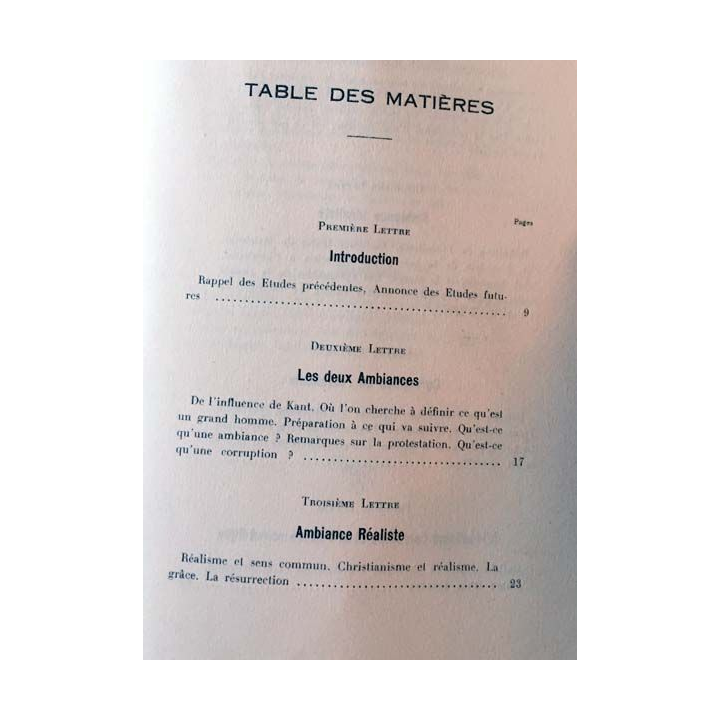 TABLE DES MATIÈRES
Pages
PREMIÈRE LETTRE
Introduction
Rappel des Etudes précédentes. Annonce des Etudes futu-
res .................................................. 9
DEUXIÈME LETTRE
Les deux Ambiances
De l'influence de Kant. Où l'on cherche à définir ce qu'est
un grand homme. Préparation à ce qui va suivre. Qu'est-ce
qu'une ambiance ? Remarques sur la protestation. Qu'est-ce
qu'une corruption ? .................................. 17
TROISIÈME LETTRE
Ambiance Réaliste
Réalisme et sens commun. Christianisme et réalisme. La
grâce. La résurrection .................................. 23